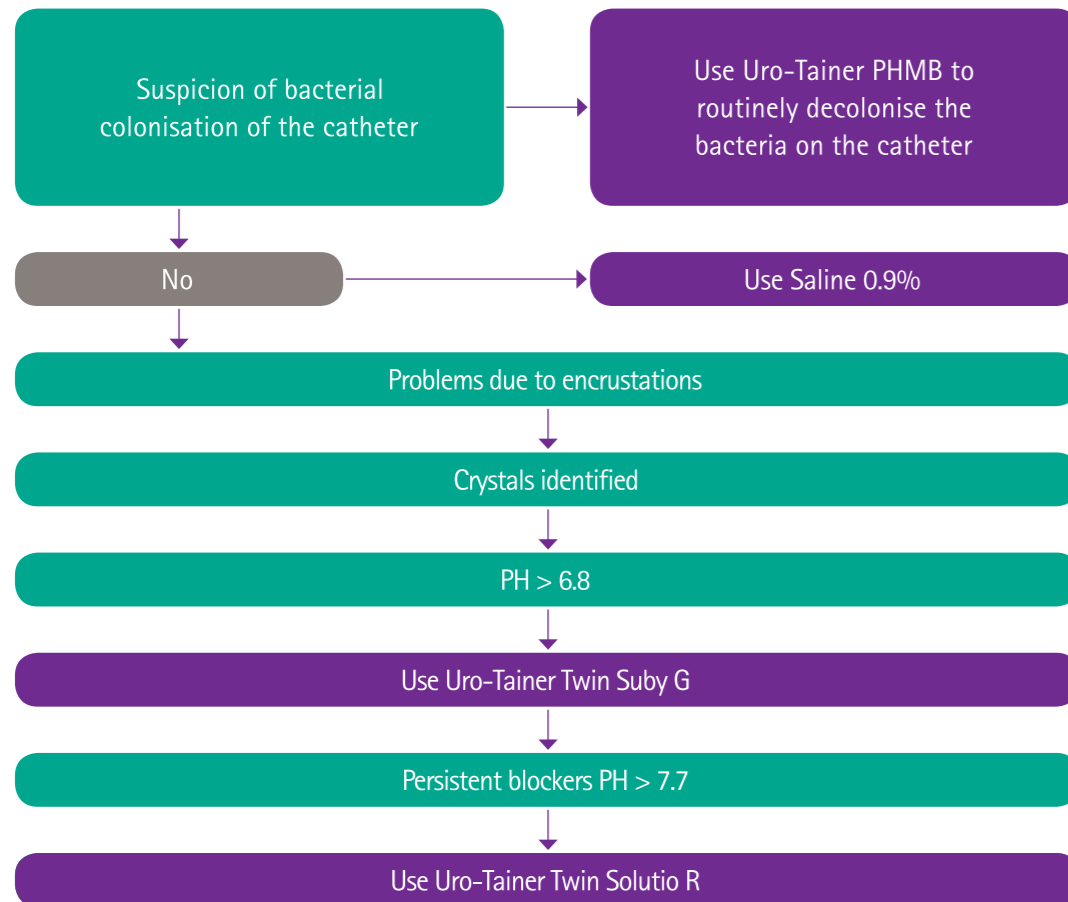 Suspicion of bacterial
colonisation of the catheter
Use Uro-Tainer PHMB to
routinely decolonise the
bacteria on the catheter
No
Use Saline 0.9%
Problems due to encrustations
Crystals identified
PH > 6.8
Use Uro-Tainer Twin Suby G
Persistent blockers PH > 7.7
Use Uro-Tainer Twin Solutio R